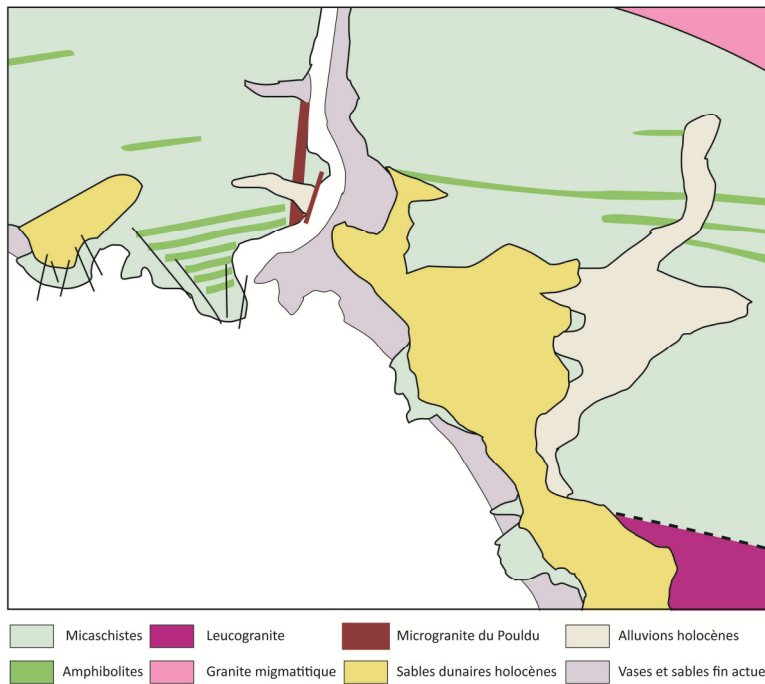 Micaschistes Leucogranite Microgranite du Pouldu Alluvions holocènes
Amphibolites Granite migmatitique Sables dunaires holocènes Vases et sables fin actue